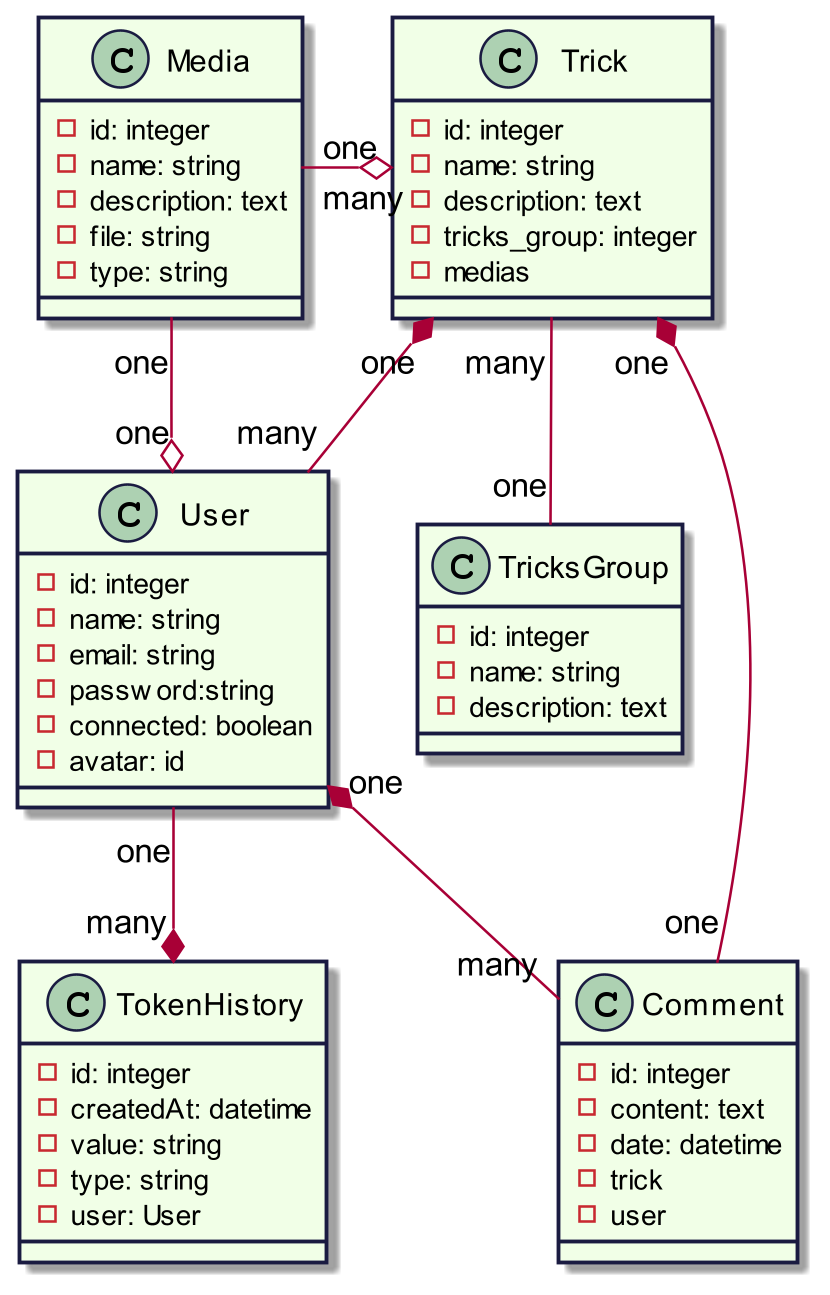 C Media
id: integer
name: string
description: text
file: string
type: string
C Trick
id: integer
name: string
description: text
tricks_group: integer
medias
one
many
one
one
one
many
many
one
one
one
C User
id: integer
name: string
email: string
password:string
connected: boolean
avatar: id
C TricksGroup
id: integer
name: string
description: text
one
many
one
many
C TokenHistory
id: integer
createdAt: datetime
value: string
type: string
user: User
C Comment
id: integer
content: text
date: datetime
trick
user